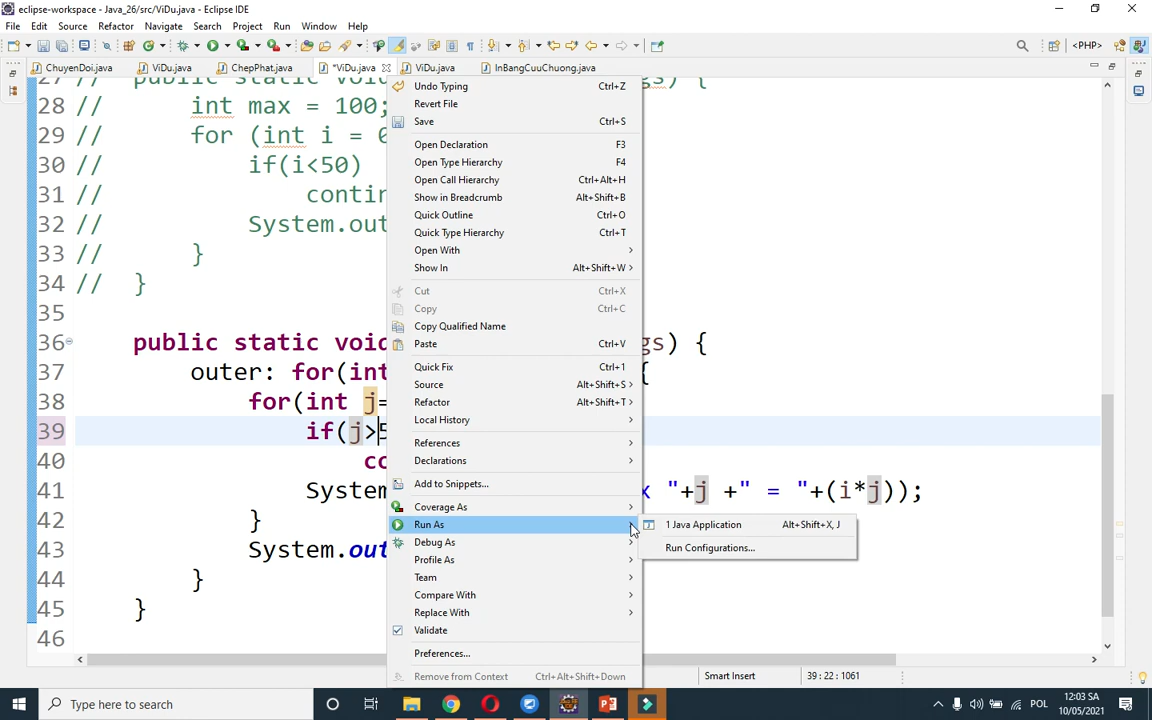 eclipse-workspace - Java_26/src/ViDu.java - Eclipse IDE
File Edit Source Refactor Navigate Search Project Run Window Help
<PHP>
ChuyenDoi.java ViDu.java ChepPhat.java *ViDu.java ViDu.java InBangCuuChuong.java
27 // public static void gs) {
28 // int max = 100;
29 // for (int i = 0
30 // if(i<50)
31 // contin
32 // System.out
33 // }
34 // }
35
36 public static void gs) {
37 outer: for(int {
38 for(int j=
39 if(j>5
40 co
41 System x "+j +" = "+(i*j));
42 }
43 System.out
44 }
45 }
46
Undo Typing Ctrl+Z
Revert File
Save Ctrl+S
Open Declaration F3
Open Type Hierarchy F4
Open Call Hierarchy Ctrl+Alt+H
Show in Breadcrumb Alt+Shift+B
Quick Outline Ctrl+O
Quick Type Hierarchy Ctrl+T
Open With
Show In Alt+Shift+W
Cut Ctrl+X
Copy Ctrl+C
Copy Qualified Name
Paste Ctrl+V
Quick Fix Ctrl+1
Source Alt+Shift+S
Refactor Alt+Shift+T
Local History
References
Declarations
Add to Snippets...
Coverage As
Run As
Debug As
Profile As
Team
Compare With
Replace With
Validate
Preferences...
Remove from Context Ctrl+Alt+Shift+Down
1 Java Application Alt+Shift+X, J
Run Configurations...
Smart Insert 39 : 22 : 1061
Type here to search
POL
12:03 SA
10/05/2021